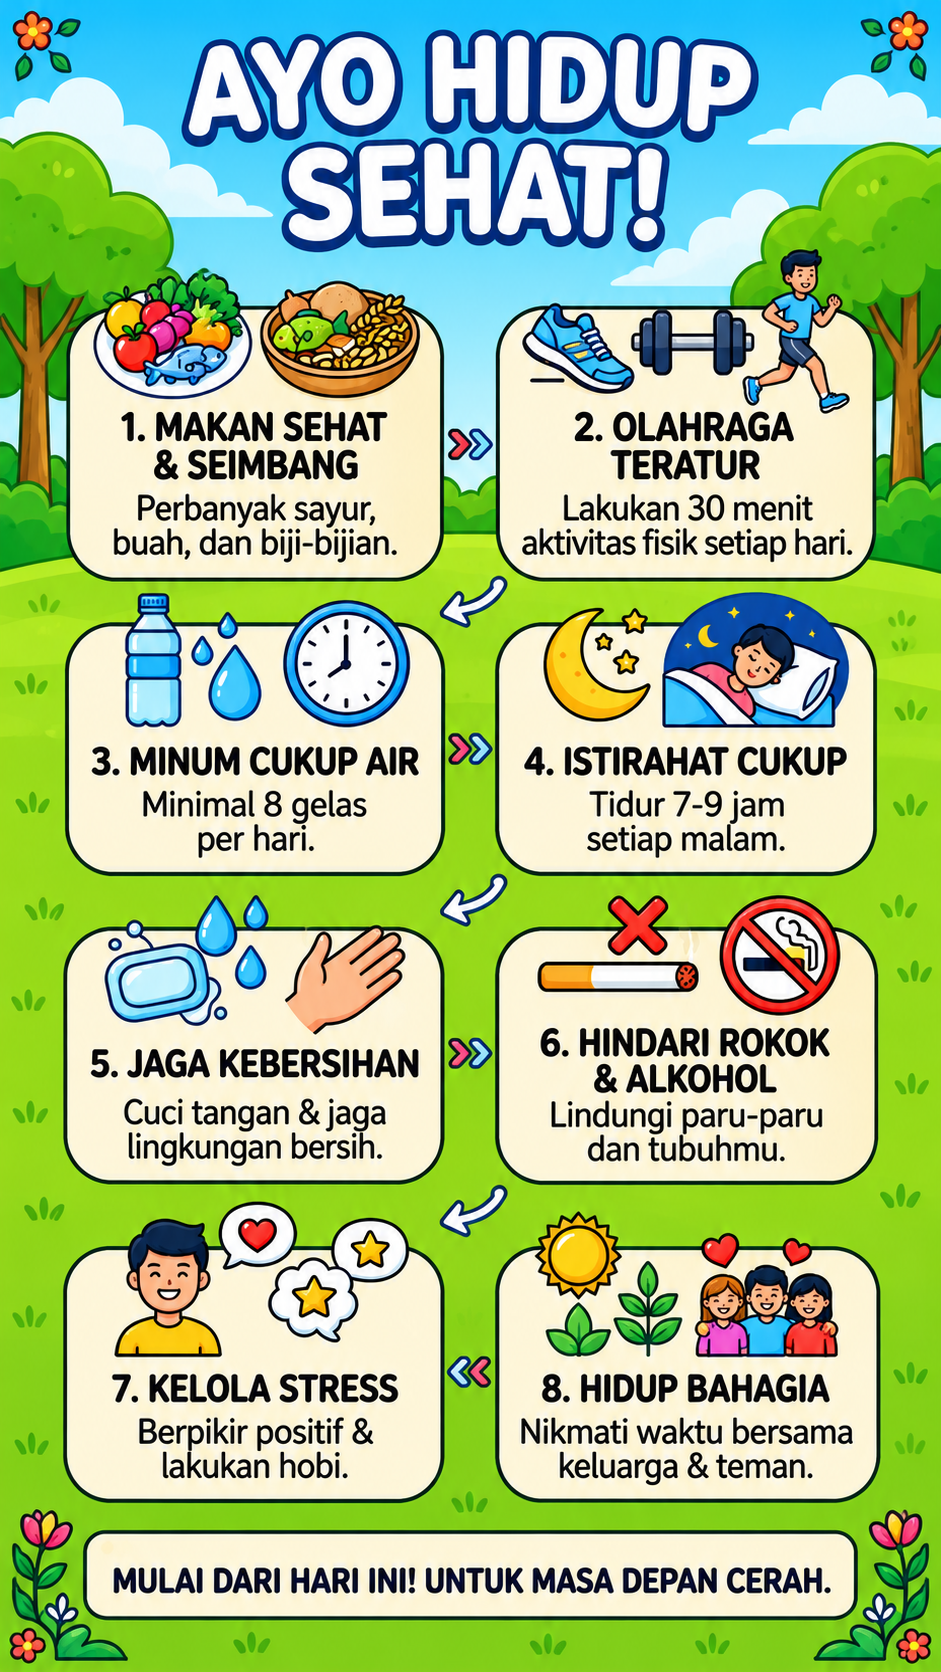 AYO HIDUP
SEHAT!
1. MAKAN SEHAT
& SEIMBANG
Perbanyak sayur,
buah, dan biji-bijian.
2. OLAHRAGA
TERATUR
Lakukan 30 menit
aktivitas fisik setiap hari.
3. MINUM CUKUP AIR
Minimal 8 gelas
per hari.
4. ISTIRAHAT CUKUP
Tidur 7-9 jam
setiap malam.
5. JAGA KEBERSIHAN
Cuci tangan & jaga
lingkungan bersih.
6. HINDARI ROKOK
& ALKOHOL
Lindungi paru-paru
dan tubuhmu.
7. KELOLA STRESS
Berpikir positif &
lakukan hobi.
8. HIDUP BAHAGIA
Nikmati waktu bersama
keluarga & teman.
MULAI DARI HARI INI! UNTUK MASA DEPAN CERAH.